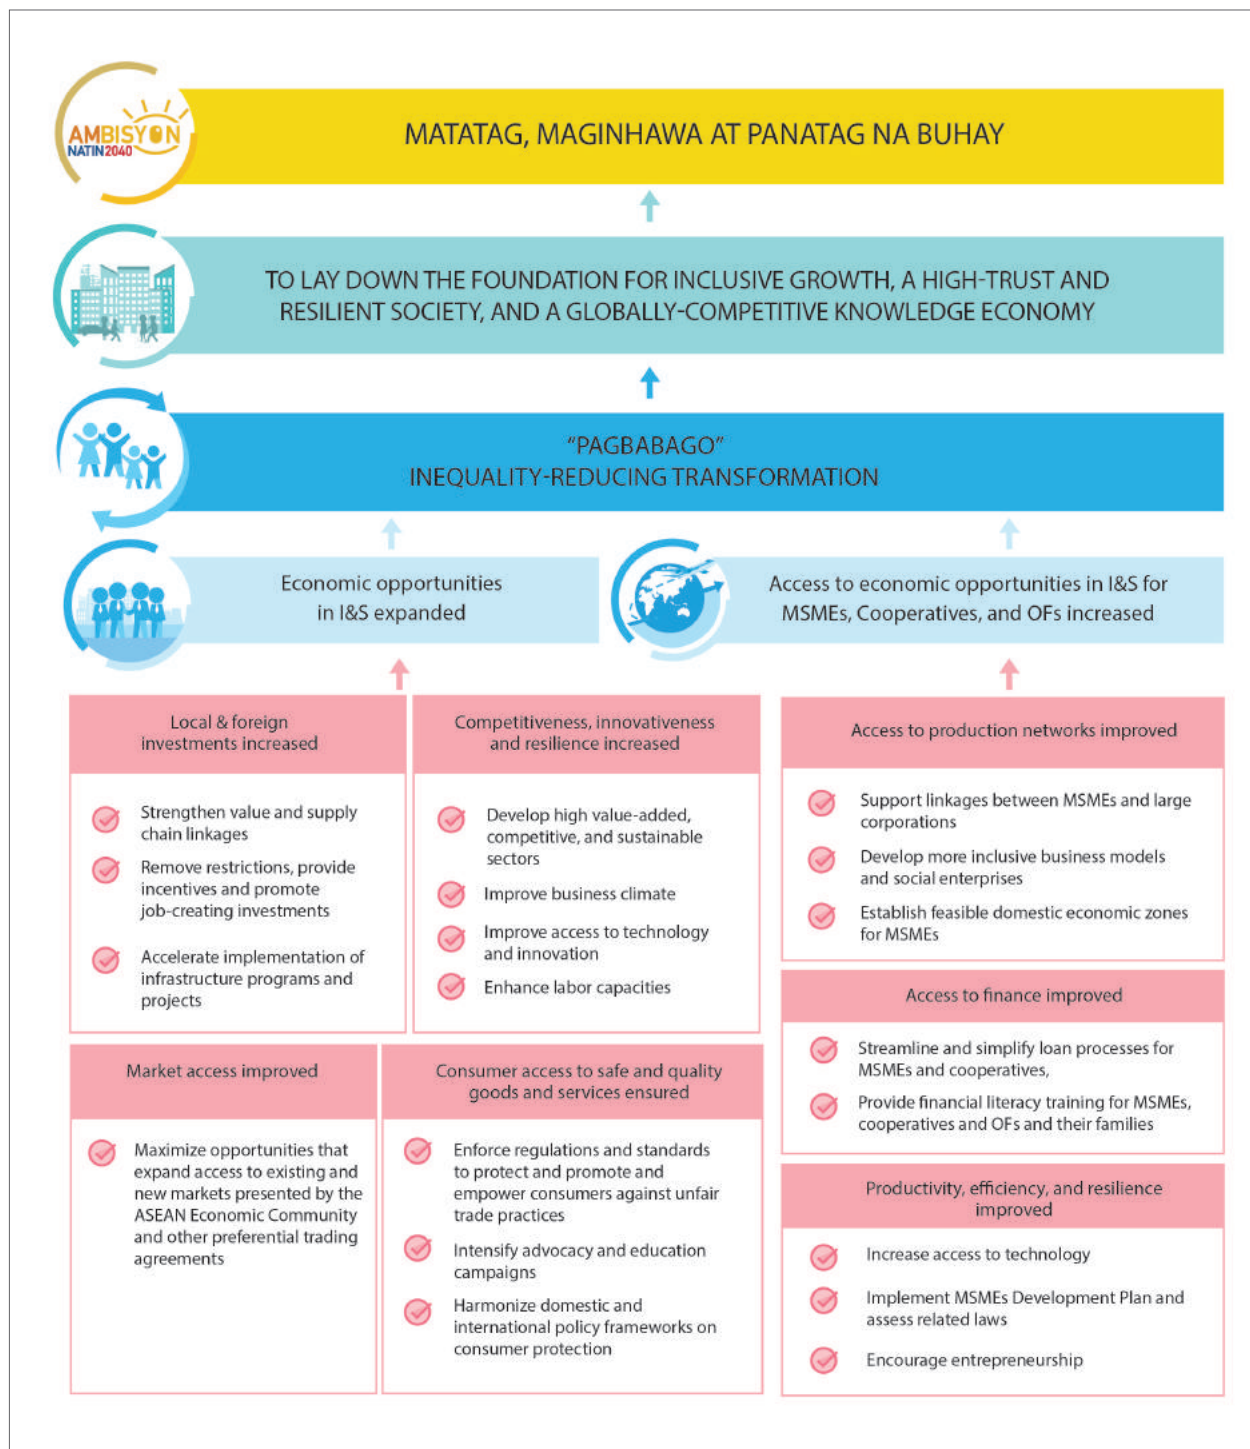 AMBISYON
NATIN2040
MATATAG, MAGINHAWA AT PANATAG NA BUHAY
TO LAY DOWN THE FOUNDATION FOR INCLUSIVE GROWTH, A HIGH-TRUST AND
RESILIENT SOCIETY, AND A GLOBALLY-COMPETITIVE KNOWLEDGE ECONOMY
“PAGBABAGO”
INEQUALITY-REDUCING TRANSFORMATION
Economic opportunities
in I&S expanded
Access to economic opportunities in I&S for
MSMEs, Cooperatives, and OFs increased
Local & foreign
investments increased
Strengthen value and supply
chain linkages
Remove restrictions, provide
incentives and promote
job-creating investments
Accelerate implementation of
infrastructure programs and
projects
Competitiveness, innovativeness
and resilience increased
Develop high value-added,
competitive, and sustainable
sectors
Improve business climate
Improve access to technology
and innovation
Enhance labor capacities
Market access improved
Maximize opportunities that
expand access to existing and
new markets presented by the
ASEAN Economic Community
and other preferential trading
agreements
Consumer access to safe and quality
goods and services ensured
Enforce regulations and standards
to protect and promote and
empower consumers against unfair
trade practices
Intensify advocacy and education
campaigns
Harmonize domestic and
international policy frameworks on
consumer protection
Access to production networks improved
Support linkages between MSMEs and large
corporations
Develop more inclusive business models
and social enterprises
Establish feasible domestic economic zones
for MSMEs
Access to finance improved
Streamline and simplify loan processes for
MSMEs and cooperatives,
Provide financial literacy training for MSMEs,
cooperatives and OFs and their families
Productivity, efficiency, and resilience
improved
Increase access to technology
Implement MSMEs Development Plan and
assess related laws
Encourage entrepreneurship